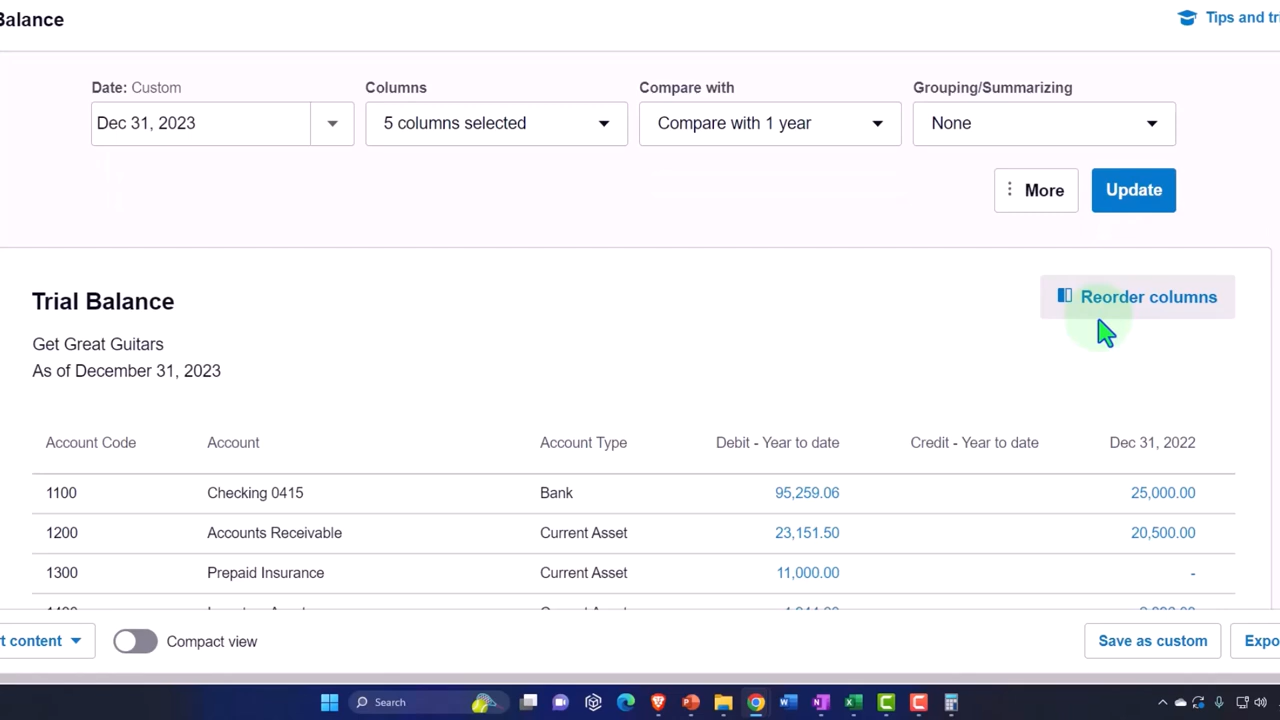 Balance
Tips and tri
Date: Custom
Columns
Compare with
Grouping/Summarizing
Dec 31, 2023
5 columns selected
Compare with 1 year
None
More
Update
Trial Balance
Reorder columns
Get Great Guitars
As of December 31, 2023
Account Code Account Account Type Debit - Year to date Credit - Year to date Dec 31, 2022
1100 Checking 0415 Bank 95,259.06 25,000.00
1200 Accounts Receivable Current Asset 23,151.50 20,500.00
1300 Prepaid Insurance Current Asset 11,000.00 -
t content
Compact view
Save as custom
Expo
Search